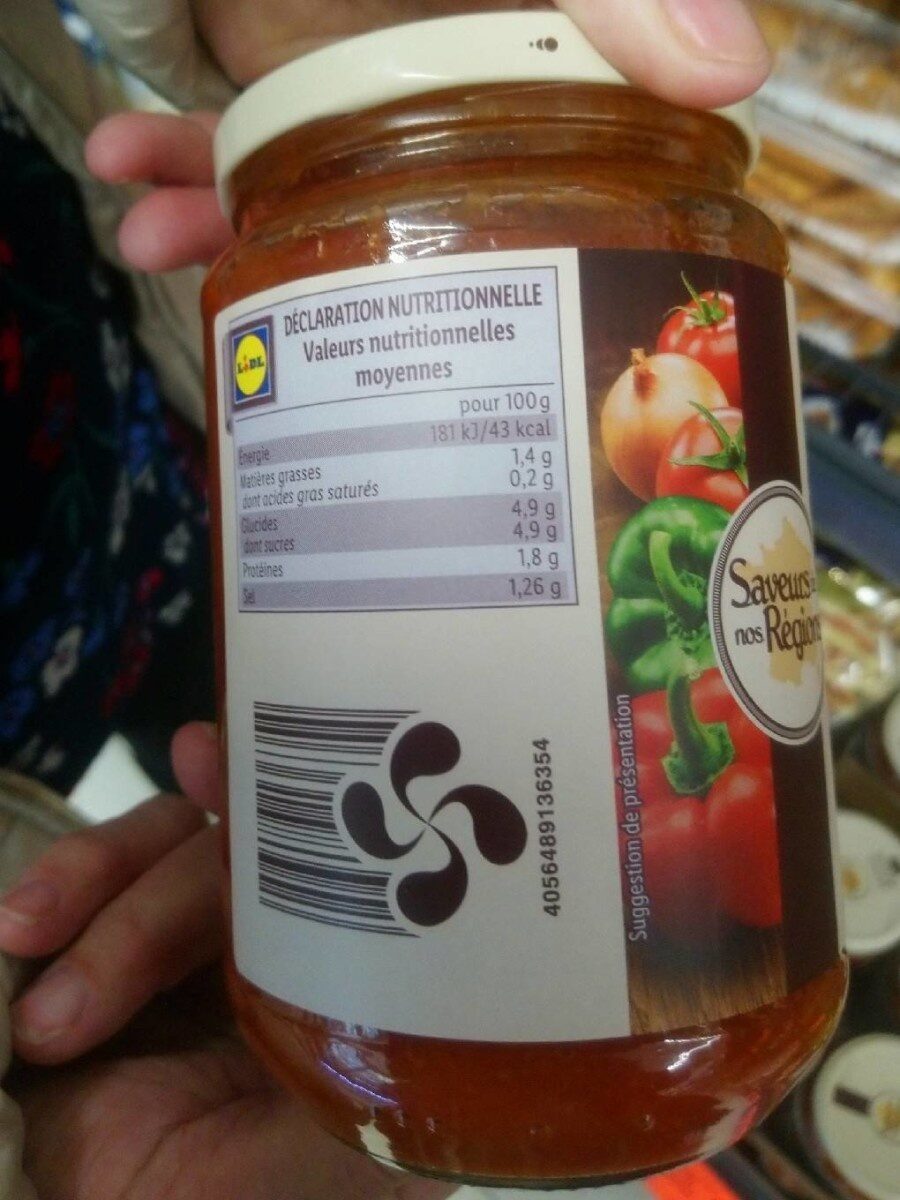 LIDL
DÉCLARATION NUTRITIONNELLE
Valeurs nutritionnelles
moyennes
pour 100g
Énergie 181 kJ/43 kcal
Matières grasses 1,4 g
dont acides gras saturés 0,2 g
Glucides 4,9 g
dont sucres 4,9 g
Protéines 1,8 g
Sel 1,26 g
4056489136354
Suggestion de présentation
Saveurs
nos Régions